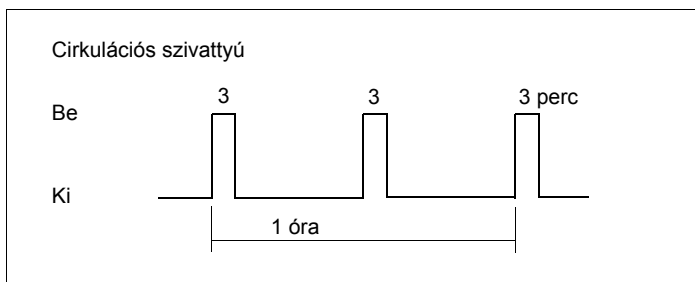 Cirkulációs szivattyú
3 3 3 perc
Be
Ki
1 óra